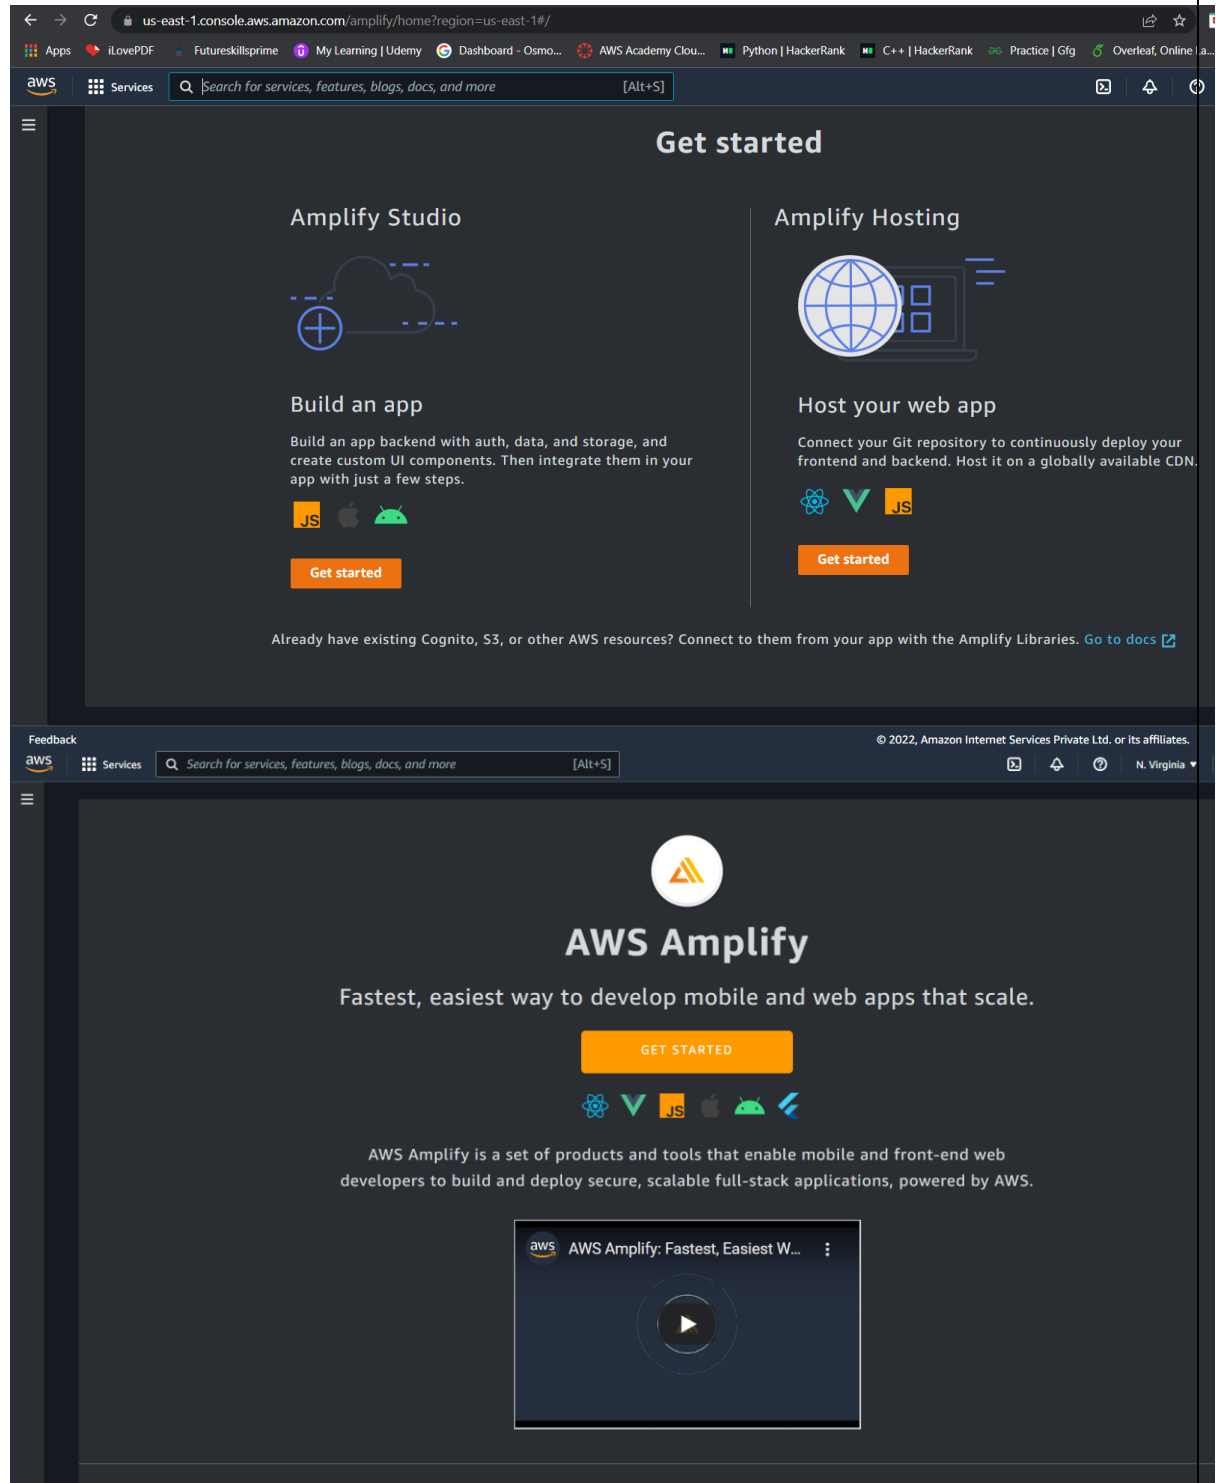 us-east-1.console.aws.amazon.com/amplify/home?region=us-east-1#/
Apps iLovePDF Futureskillsprime My Learning | Udemy Dashboard - Osmo... AWS Academy Clou... Python | HackerRank C++ | HackerRank Practice | Gfg Overleaf, Online La...
aws Services Search for services, features, blogs, docs, and more [Alt+S]
Get started
Amplify Studio
Build an app
Build an app backend with auth, data, and storage, and
create custom UI components. Then integrate them in your
app with just a few steps.
JS
Get started
Amplify Hosting
Host your web app
Connect your Git repository to continuously deploy your
frontend and backend. Host it on a globally available CDN.
JS
Get started
Already have existing Cognito, S3, or other AWS resources? Connect to them from your app with the Amplify Libraries. Go to docs
Feedback © 2022, Amazon Internet Services Private Ltd. or its affiliates.
aws Services Search for services, features, blogs, docs, and more [Alt+S] N. Virginia
AWS Amplify
Fastest, easiest way to develop mobile and web apps that scale.
GET STARTED
JS
AWS Amplify is a set of products and tools that enable mobile and front-end web
developers to build and deploy secure, scalable full-stack applications, powered by AWS.
aws AWS Amplify: Fastest, Easiest W...